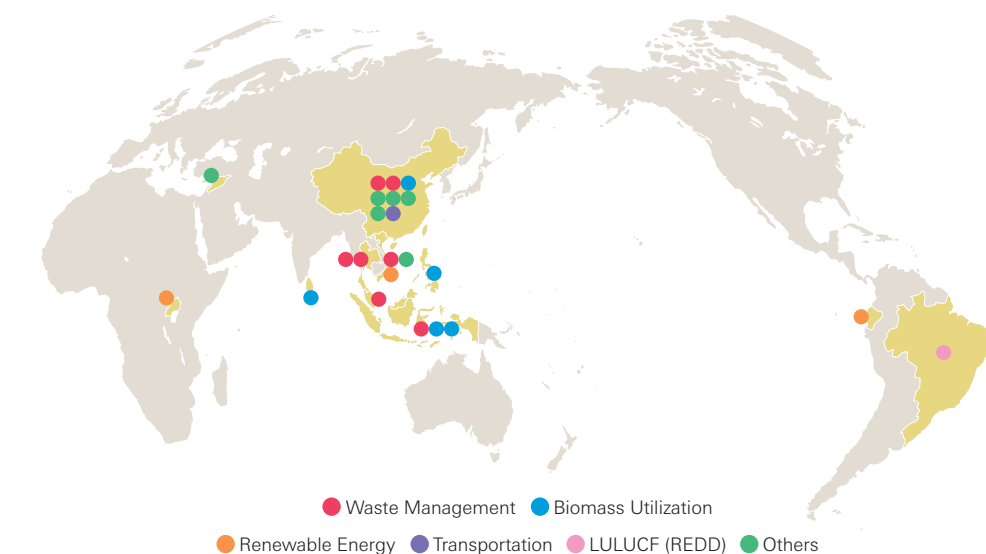 Waste Management Biomass Utilization
Renewable Energy Transportation LULUCF (REDD) Others